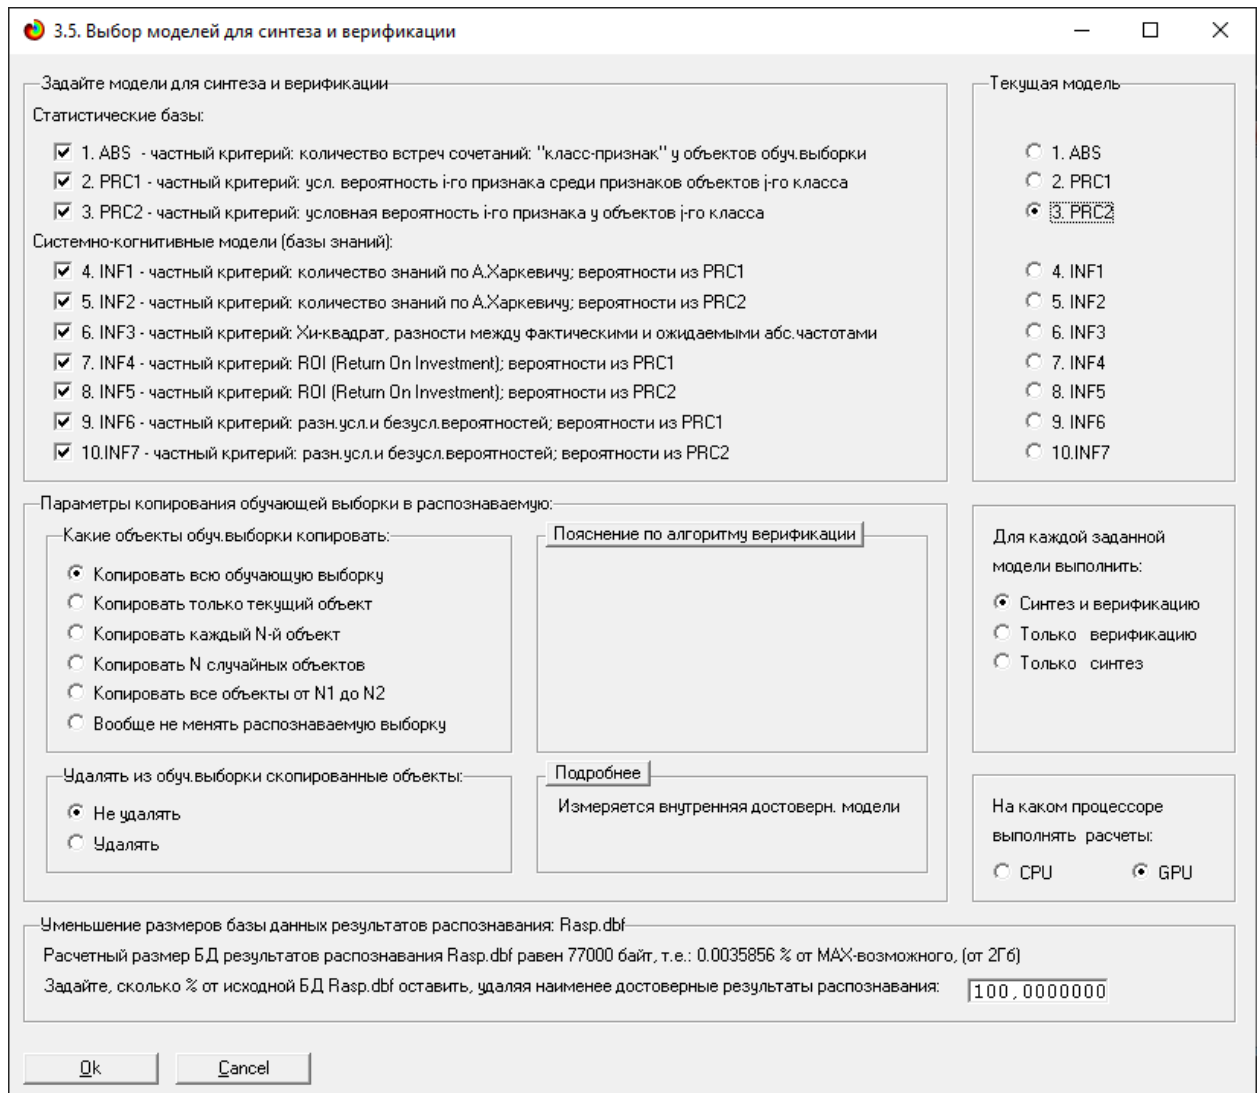 3.5. Выбор моделей для синтеза и верификации
Задайте модели для синтеза и верификации
Статистические базы:
1. ABS - частный критерий: количество встреч сочетаний: "класс-признак" у объектов обуч.выборки
2. PRC1 - частный критерий: усл. вероятность i-го признака среди признаков объектов j-го класса
3. PRC2 - частный критерий: условная вероятность i-го признака у объектов j-го класса
Системно-когнитивные модели (базы знаний):
4. INF1 - частный критерий: количество знаний по А.Харкевичу; вероятности из PRC1
5. INF2 - частный критерий: количество знаний по А.Харкевичу; вероятности из PRC2
6. INF3 - частный критерий: Хи-квадрат, разности между фактическими и ожидаемыми абс.частотами
7. INF4 - частный критерий: ROI (Return On Investment); вероятности из PRC1
8. INF5 - частный критерий: ROI (Return On Investment); вероятности из PRC2
9. INF6 - частный критерий: разн.усл.и безусл.вероятностей; вероятности из PRC1
10.INF7 - частный критерий: разн.усл.и безусл.вероятностей; вероятности из PRC2
Текущая модель
1. ABS
2. PRC1
3. PRC2
4. INF1
5. INF2
6. INF3
7. INF4
8. INF5
9. INF6
10.INF7
Параметры копирования обучающей выборки в распознаваемую:
Какие объекты обуч.выборки копировать:
Копировать всю обучающую выборку
Копировать только текущий объект
Копировать каждый N-й объект
Копировать N случайных объектов
Копировать все объекты от N1 до N2
Вообще не менять распознаваемую выборку
Пояснение по алгоритму верификации
Удалять из обуч.выборки скопированные объекты:
Не удалять
Удалять
Подробнее
Измеряется внутренняя достоверн. модели
Для каждой заданной
модели выполнить:
Синтез и верификацию
Только верификацию
Только синтез
На каком процессоре
выполнять расчеты:
CPU
GPU
Уменьшение размеров базы данных результатов распознавания: Rasp.dbf
Расчетный размер БД результатов распознавания Rasp.dbf равен 77000 байт, т.е.: 0.0035856 % от MAX-возможного, (от 2Гб)
Задайте, сколько % от исходной БД Rasp.dbf оставить, удаляя наименее достоверные результаты распознавания:
100,0000000
Ok
Cancel